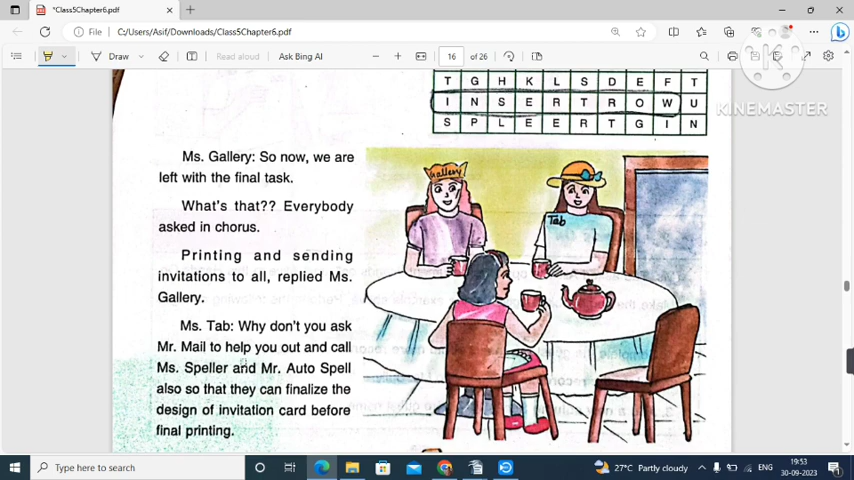 *Class5Chapter6.pdf
File
C:/Users/Asif/Downloads/Class5Chapter6.pdf
Draw
Read aloud
Ask Bing AI
16
of 26
KINEMASTER
T G H K L S D E F T
I N S E R T R O W U
S P L E E R T G I N
Ms. Gallery: So now, we are
left with the final task.
What's that?? Everybody
asked in chorus.
Printing and sending
invitations to all, replied Ms.
Gallery.
Ms. Tab: Why don't you ask
Mr. Mail to help you out and call
Ms. Speller and Mr. Auto Spell
also so that they can finalize the
design of invitation card before
final printing.
Gallery
Tab
Type here to search
27°C Partly cloudy
ENG
19:53
30-09-2023